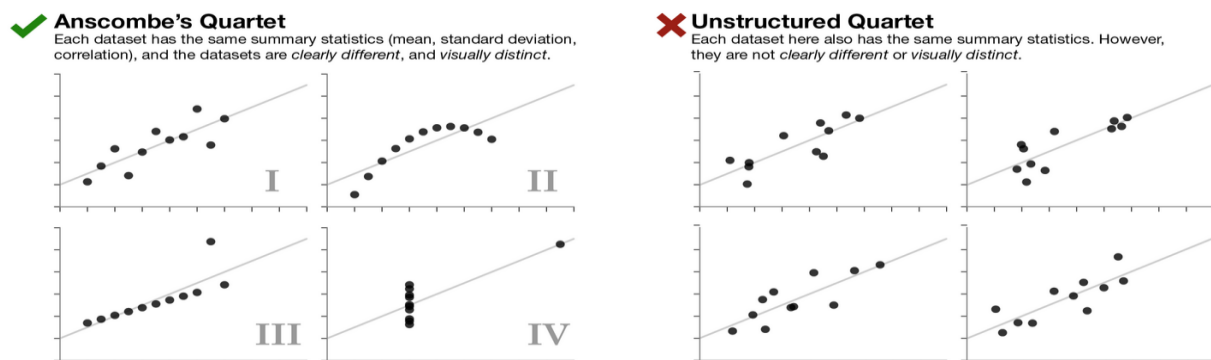 Anscombe's Quartet
Each dataset has the same summary statistics (mean, standard deviation,
correlation), and the datasets are clearly different, and visually distinct.
I
II
III
IV
Unstructured Quartet
Each dataset here also has the same summary statistics. However,
they are not clearly different or visually distinct.